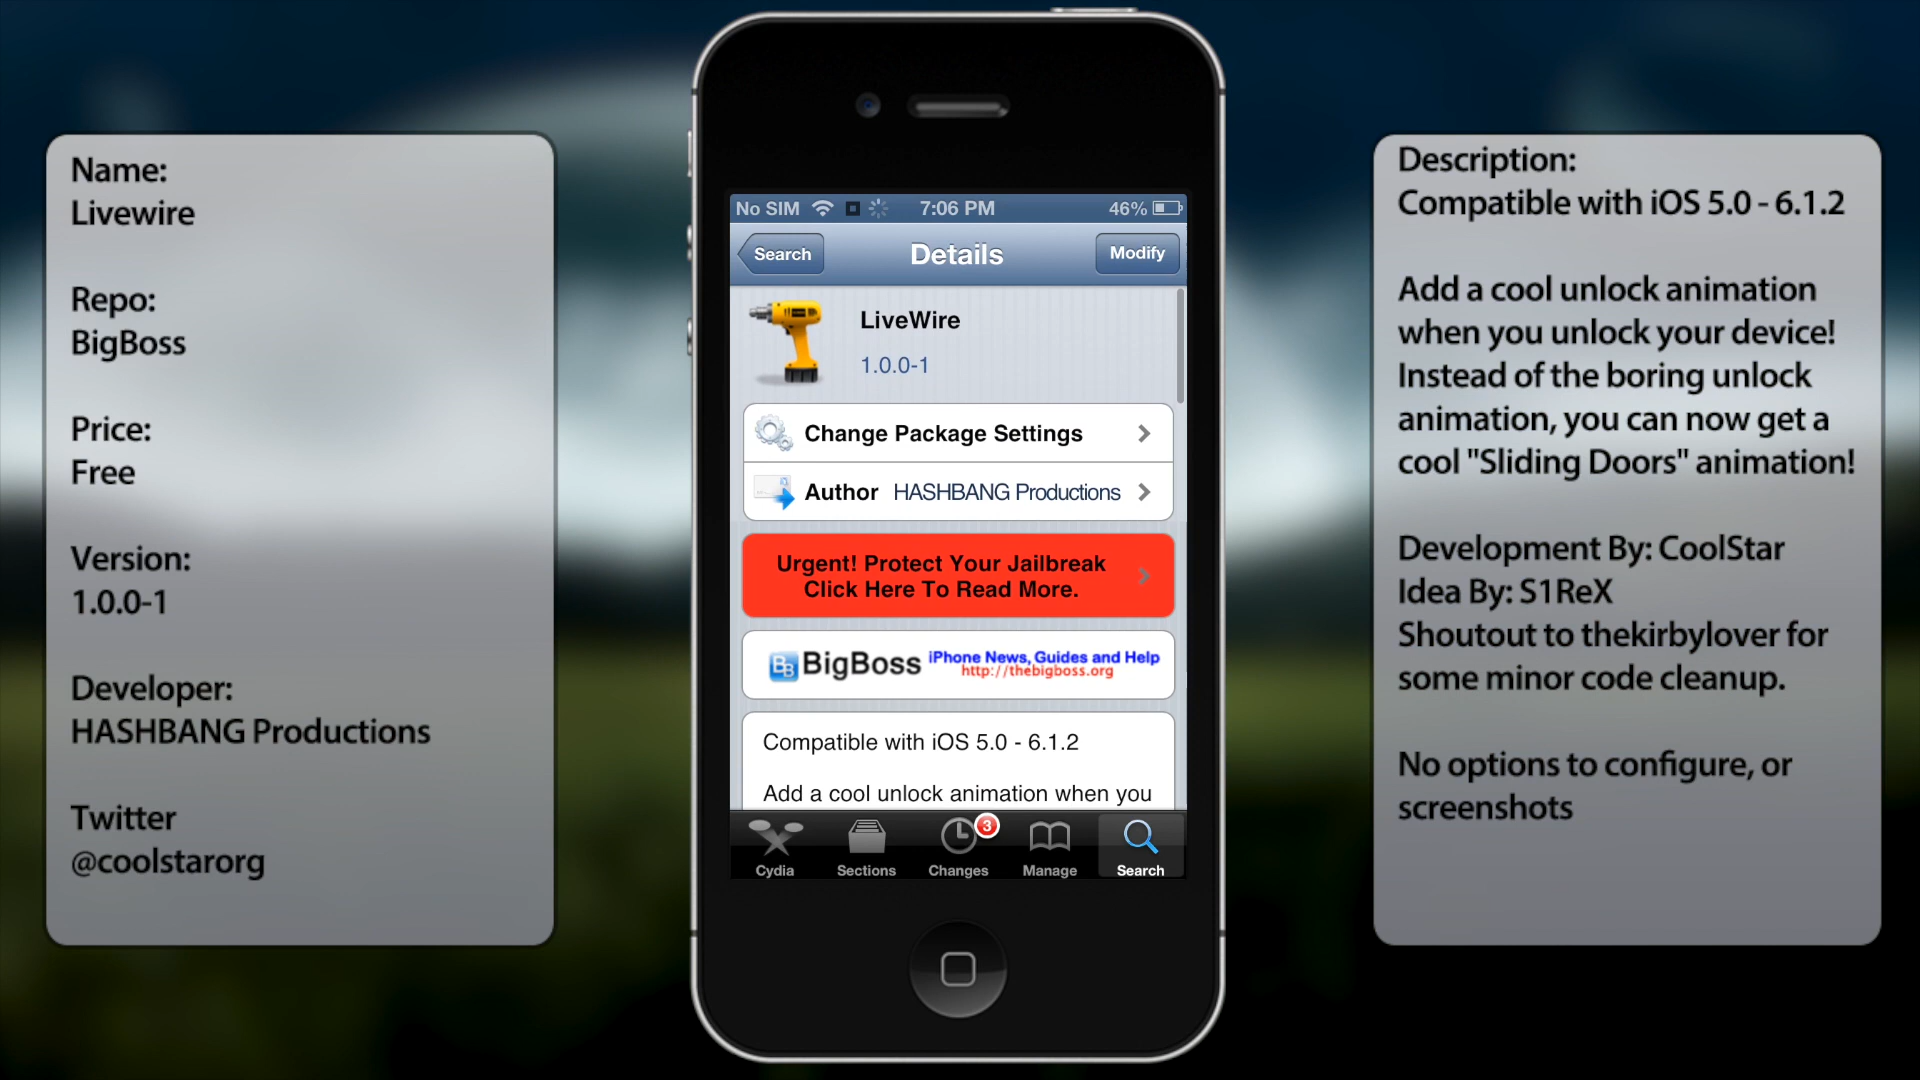 Name:
Livewire
Repo:
BigBoss
Price:
Free
Version:
1.0.0-1
Developer:
HASHBANG Productions
Twitter
@coolstarorg
No SIM 7:06 PM 46%
Search Details Modify
LiveWire
1.0.0-1
Change Package Settings
Author HASHBANG Productions
Urgent! Protect Your Jailbreak
Click Here To Read More.
BB BigBoss iPhone News, Guides and Help
http://thebigboss.org
Compatible with iOS 5.0 - 6.1.2
Add a cool unlock animation when you
3
Cydia Sections Changes Manage Search
Description:
Compatible with iOS 5.0 - 6.1.2
Add a cool unlock animation
when you unlock your device!
Instead of the boring unlock
animation, you can now get a
cool "Sliding Doors" animation!
Development By: CoolStar
Idea By: S1ReX
Shoutout to thekirbylover for
some minor code cleanup.
No options to configure, or
screenshots